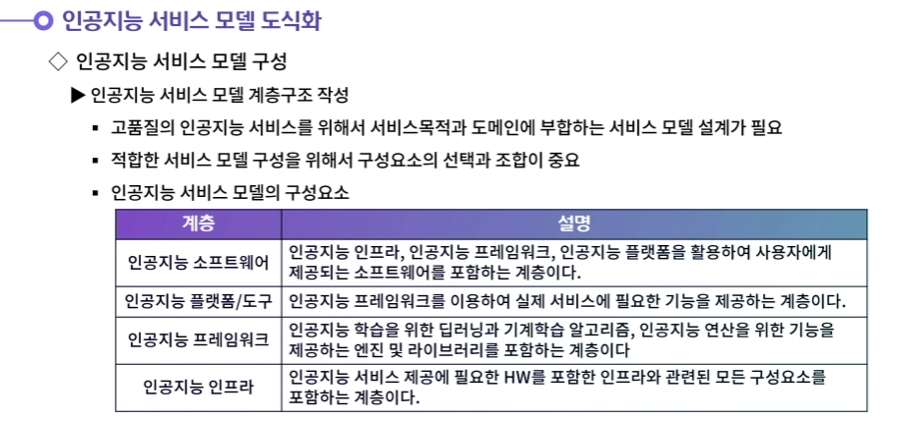 인공지능 서비스 모델 도식화
◇ 인공지능 서비스 모델 구성
▶ 인공지능 서비스 모델 계층구조 작성
▪ 고품질의 인공지능 서비스를 위해서 서비스목적과 도메인에 부합하는 서비스 모델 설계가 필요
▪ 적합한 서비스 모델 구성을 위해서 구성요소의 선택과 조합이 중요
▪ 인공지능 서비스 모델의 구성요소
계층 설명
인공지능 소프트웨어 인공지능 인프라, 인공지능 프레임워크, 인공지능 플랫폼을 활용하여 사용자에게
제공되는 소프트웨어를 포함하는 계층이다.
인공지능 플랫폼/도구 인공지능 프레임워크를 이용하여 실제 서비스에 필요한 기능을 제공하는 계층이다.
인공지능 프레임워크 인공지능 학습을 위한 딥러닝과 기계학습 알고리즘, 인공지능 연산을 위한 기능을
제공하는 엔진 및 라이브러리를 포함하는 계층이다
인공지능 인프라 인공지능 서비스 제공에 필요한 HW를 포함한 인프라와 관련된 모든 구성요소를
포함하는 계층이다.